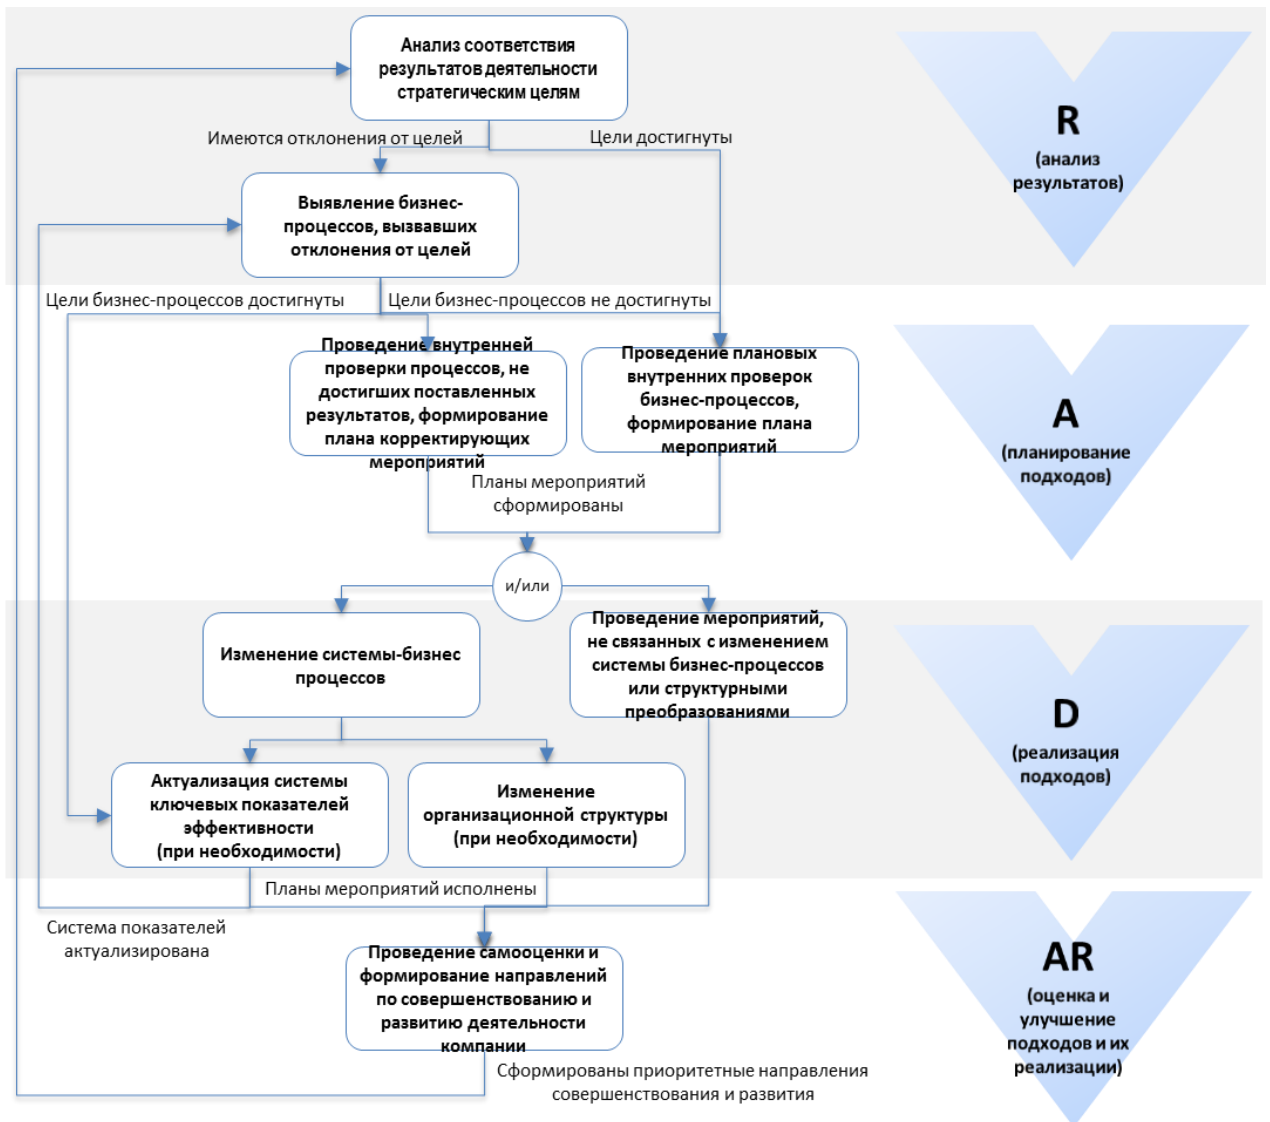 Анализ соответствия
результатов деятельности
стратегическим целям
R
(анализ
результатов)
Имеются отклонения от целей
Цели достигнуты
Выявление бизнес-
процессов, вызвавших
отклонения от целей
Цели бизнес-процессов достигнуты
Цели бизнес-процессов не достигнуты
Проведение внутренней
проверки процессов, не
достигших поставленных
результатов, формирование
плана корректирующих
мероприятий
Проведение плановых
внутренних проверок
бизнес-процессов,
формирование плана
мероприятий
A
(планирование
подходов)
Планы мероприятий
сформированы
и/или
Изменение системы-бизнес
процессов
Проведение мероприятий,
не связанных с изменением
системы бизнес-процессов
или структурными
преобразованиями
D
(реализация
подходов)
Актуализация системы
ключевых показателей
эффективности
(при необходимости)
Изменение
организационной структуры
(при необходимости)
Планы мероприятий исполнены
Система показателей
актуализирована
Проведение самооценки и
формирование направлений
по совершенствованию и
развитию деятельности
компании
AR
(оценка и
улучшение
подходов и их
реализации)
Сформированы приоритетные направления
совершенствования и развития